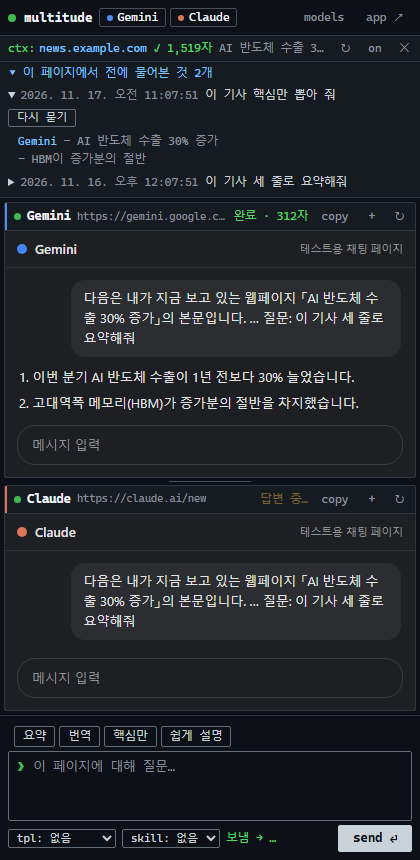 multitude Gemini Claude models app ↗
ctx: news.example.com ✓ 1,519자 AI 반도체 수출 3… ↻ on ×
▼ 이 페이지에서 전에 물어본 것 2개
▼ 2026. 11. 17. 오전 11:07:51 이 기사 핵심만 뽑아 줘
다시 묻기
Gemini – AI 반도체 수출 30% 증가
– HBM이 증가분의 절반
▶ 2026. 11. 16. 오후 12:07:51 이 기사 세 줄로 요약해줘
Gemini https://gemini.google.c… 완료 · 312자 copy + ↻
Gemini 테스트용 채팅 페이지
다음은 내가 지금 보고 있는 웹페이지 「AI 반도체 수
출 30% 증가」의 본문입니다. … 질문: 이 기사 세 줄로
요약해줘
1. 이번 분기 AI 반도체 수출이 1년 전보다 30% 늘었습니다.
2. 고대역폭 메모리(HBM)가 증가분의 절반을 차지했습니다.
메시지 입력
Claude https://claude.ai/new 답변 중… copy + ↻
Claude 테스트용 채팅 페이지
다음은 내가 지금 보고 있는 웹페이지 「AI 반도체 수
출 30% 증가」의 본문입니다. … 질문: 이 기사 세 줄로
요약해줘
메시지 입력
요약 번역 핵심만 쉽게 설명
❯ 이 페이지에 대해 질문…
tpl: 없음 skill: 없음 보냄 → … send ⏎